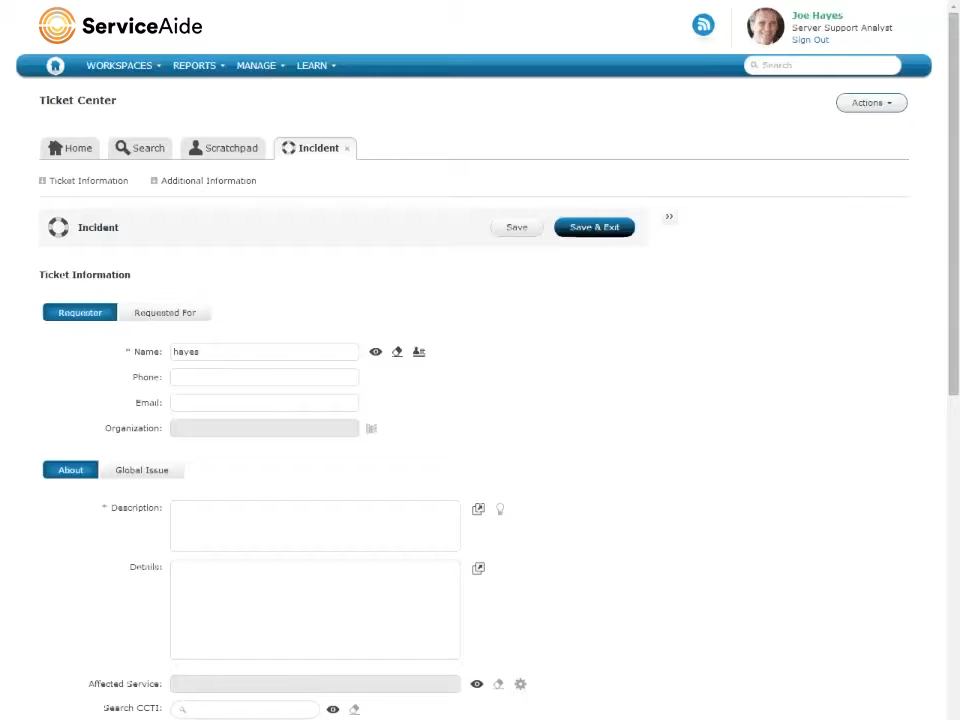 ServiceAide
Joe Hayes
Server Support Analyst
Sign Out
WORKSPACES
REPORTS
MANAGE
LEARN
Search
Ticket Center
Actions
Home
Search
Scratchpad
Incident ×
Ticket Information
Additional Information
Incident
Save
Save & Exit
Ticket Information
Requester
Requested For
* Name: hayes
Phone:
Email:
Organization:
About
Global Issue
* Description:
Details:
Affected Service:
Search CCTI: